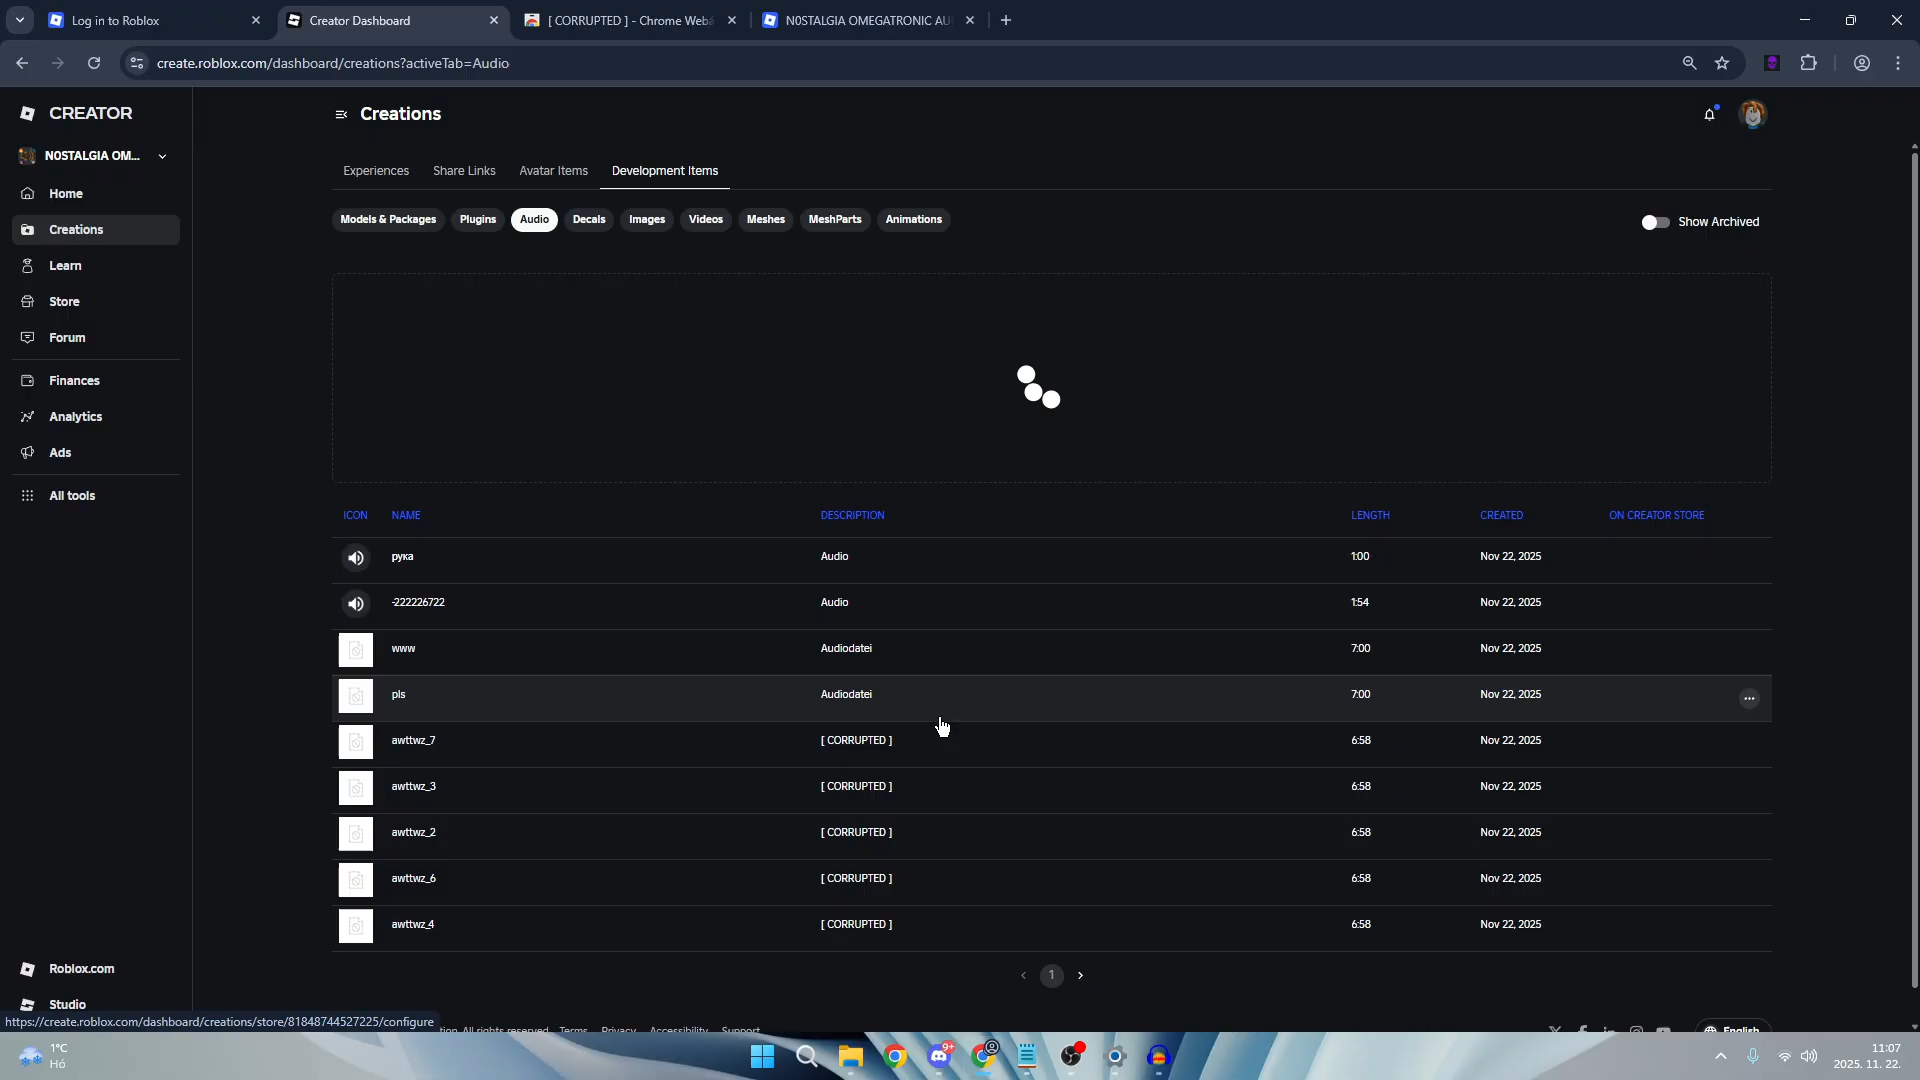 Log in to Roblox
Creator Dashboard
[ CORRUPTED ] - Chrome Web
N0STALGIA OMEGATRONIC AU
create.roblox.com/dashboard/creations?activeTab=Audio
CREATOR
Creations
N0STALGIA OM...
Home
Creations
Learn
Store
Forum
Finances
Analytics
Ads
All tools
Roblox.com
Studio
Experiences Share Links Avatar Items Development Items
Models & Packages Plugins Audio Decals Images Videos Meshes MeshParts Animations
Show Archived
ICON NAME DESCRIPTION LENGTH CREATED ON CREATOR STORE
рука Audio 1:00 Nov 22, 2025
-222226722 Audio 1:54 Nov 22, 2025
www Audiodatei 7:00 Nov 22, 2025
pls Audiodatei 7:00 Nov 22, 2025
awttwz_7 [ CORRUPTED ] 6:58 Nov 22, 2025
awttwz_3 [ CORRUPTED ] 6:58 Nov 22, 2025
awttwz_2 [ CORRUPTED ] 6:58 Nov 22, 2025
awttwz_6 [ CORRUPTED ] 6:58 Nov 22, 2025
awttwz_4 [ CORRUPTED ] 6:58 Nov 22, 2025
1
https://create.roblox.com/dashboard/creations/store/81848744527225/configure
tion. All rights reserved Terms Privacy Accessibility Support
English
1°C
Hó
9+
11:07
2025. 11. 22.